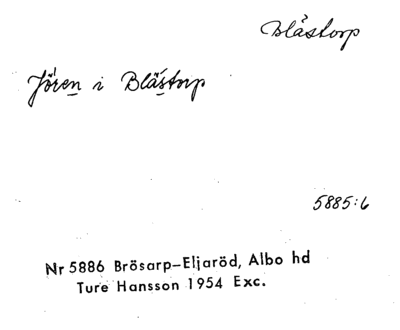 Blåstorp
Jören i Blåstorp
5885:6
Nr 5886 Brösarp–Eljaröd, Albo hd
Ture Hansson 1954 Exc.